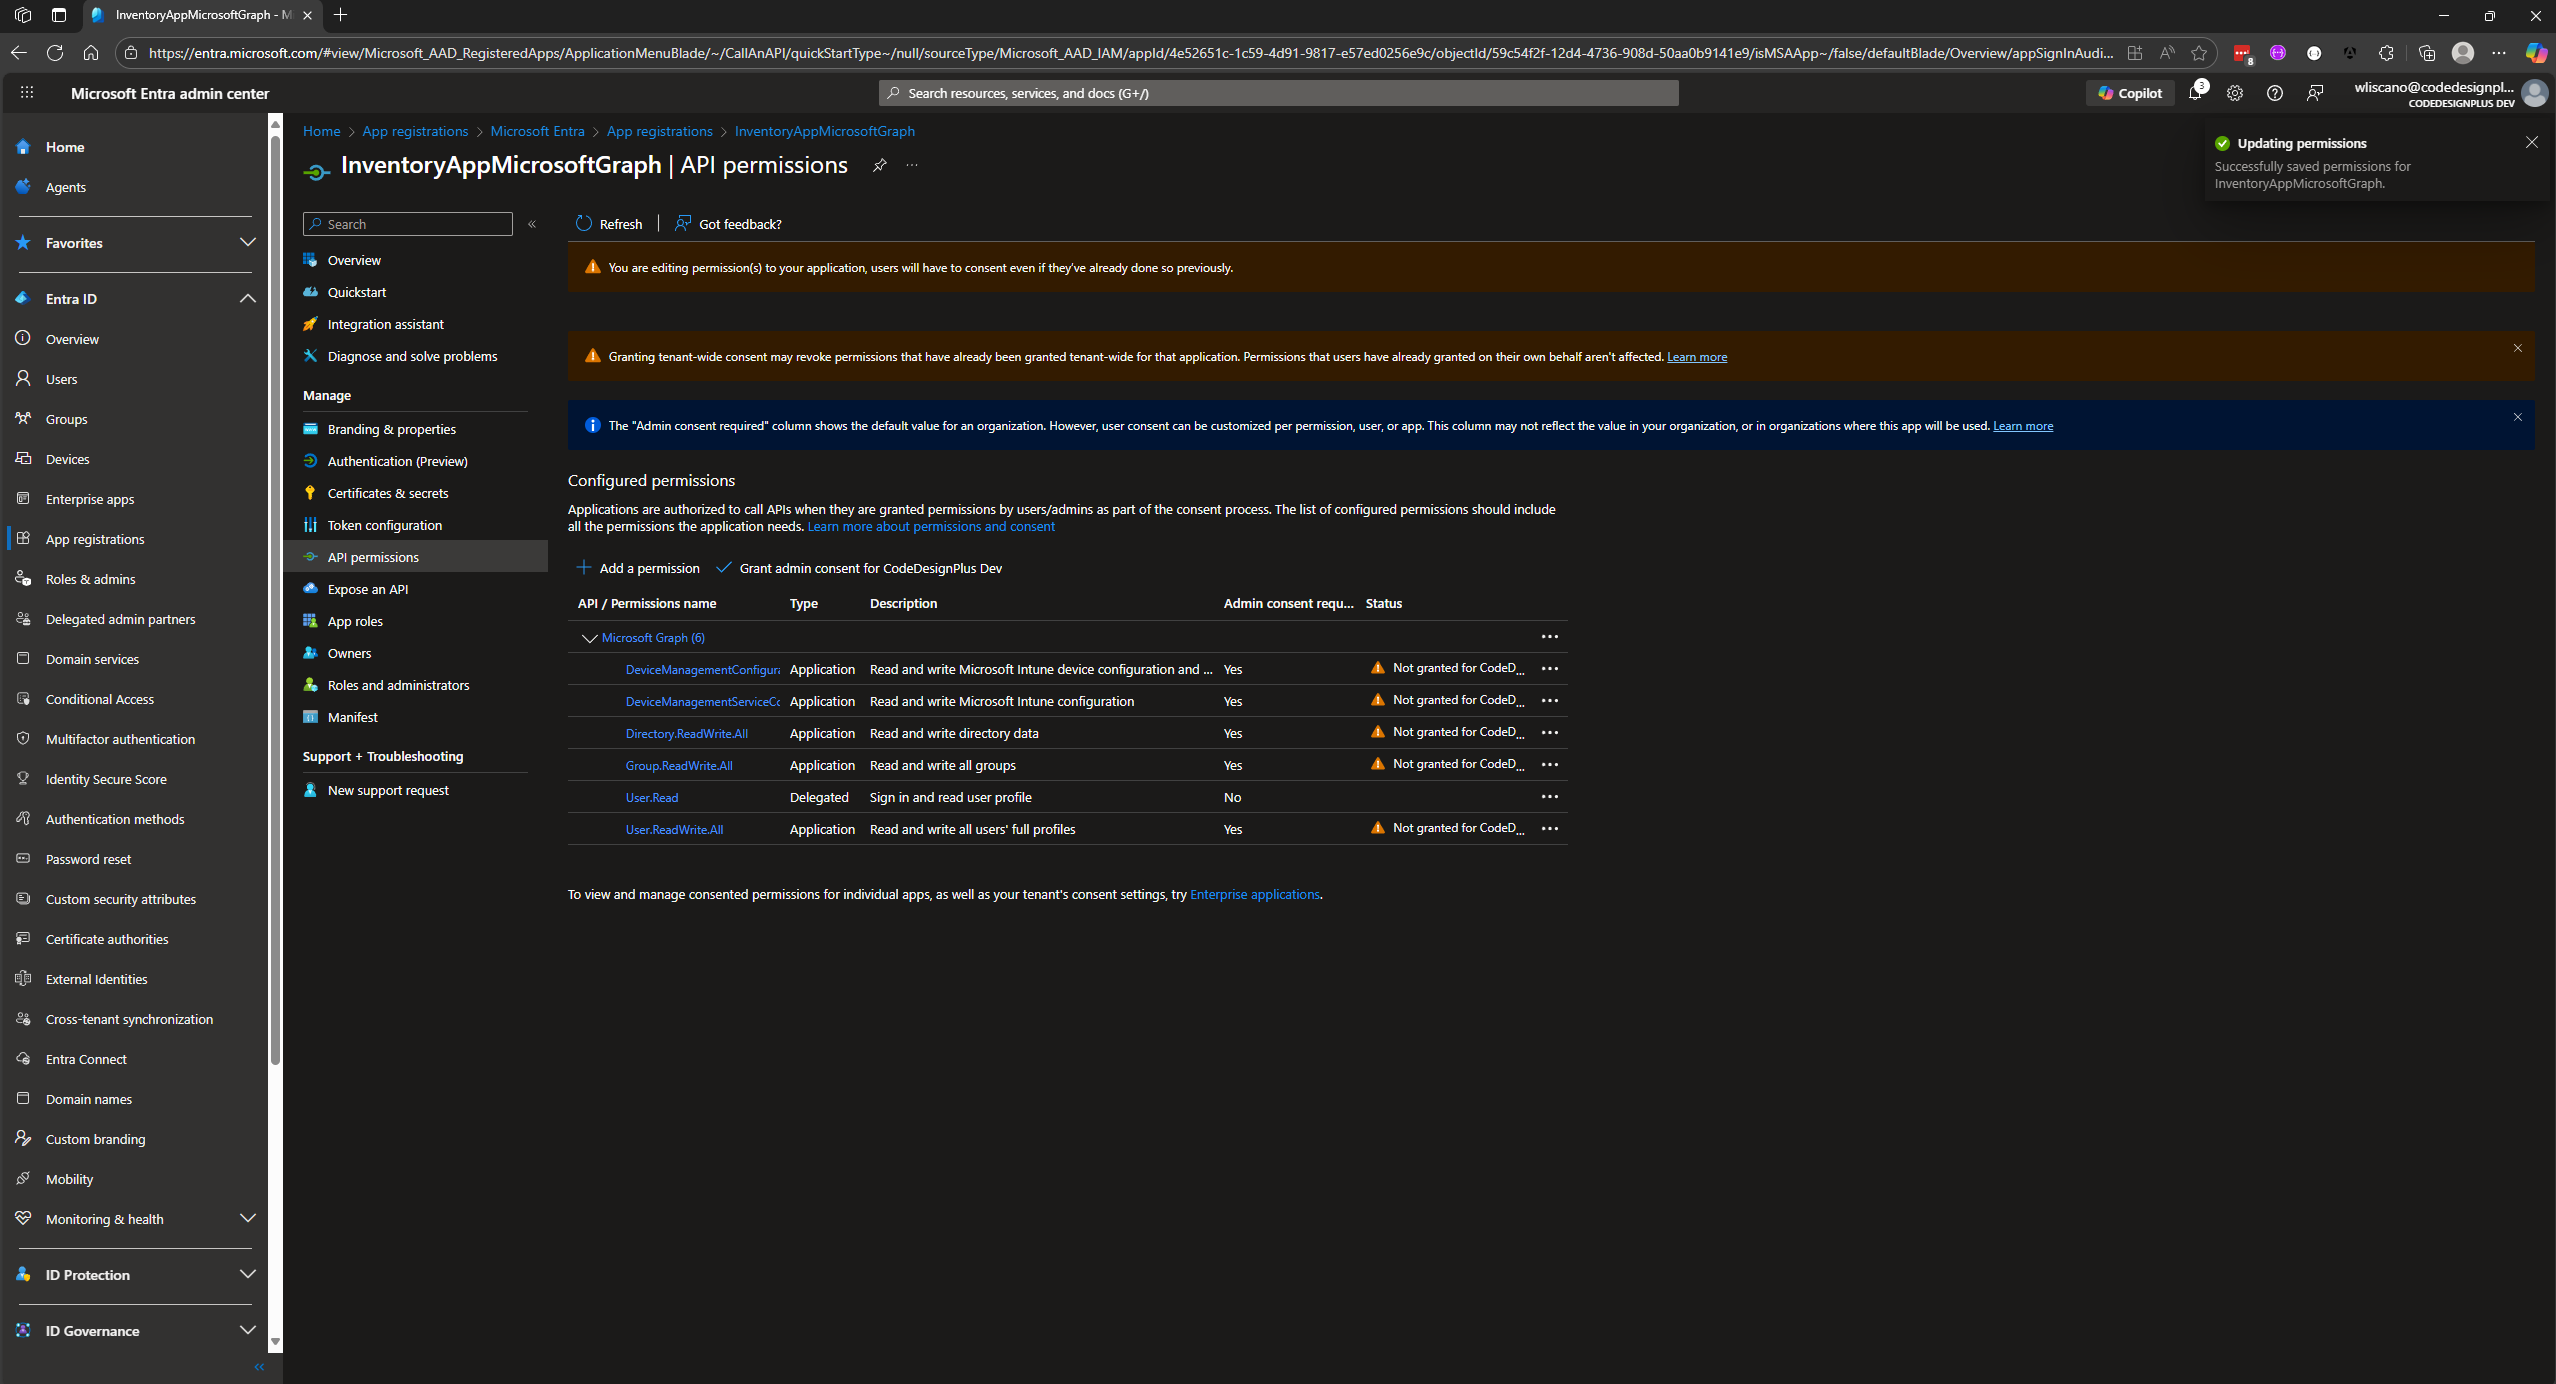 InventoryAppMicrosoftGraph - M
https://entra.microsoft.com/#view/Microsoft_AAD_RegisteredApps/ApplicationMenuBlade/~/CallAnAPI/quickStartType~/null/sourceType/Microsoft_AAD_IAM/appId/4e52651c-1c59-4d91-9817-e57ed0256e9c/objectId/59c54f2f-12d4-4736-908d-50aa0b9141e9/isMSAApp~/false/defaultBlade/Overview/appSignInAudi...
8
Microsoft Entra admin center
Search resources, services, and docs (G+/)
Copilot
3
wliscano@codedesignpl...
CODEDESIGNPLUS DEV
Home
Agents
Favorites
Entra ID
Overview
Users
Groups
Devices
Enterprise apps
App registrations
Roles & admins
Delegated admin partners
Domain services
Conditional Access
Multifactor authentication
Identity Secure Score
Authentication methods
Password reset
Custom security attributes
Certificate authorities
External Identities
Cross-tenant synchronization
Entra Connect
Domain names
Custom branding
Mobility
Monitoring & health
ID Protection
ID Governance
Home > App registrations > Microsoft Entra > App registrations > InventoryAppMicrosoftGraph
InventoryAppMicrosoftGraph | API permissions
Updating permissions
Successfully saved permissions for
InventoryAppMicrosoftGraph.
Search
Overview
Quickstart
Integration assistant
Diagnose and solve problems
Manage
Branding & properties
Authentication (Preview)
Certificates & secrets
Token configuration
API permissions
Expose an API
App roles
Owners
Roles and administrators
Manifest
Support + Troubleshooting
New support request
Refresh | Got feedback?
You are editing permission(s) to your application, users will have to consent even if they've already done so previously.
Granting tenant-wide consent may revoke permissions that have already been granted tenant-wide for that application. Permissions that users have already granted on their own behalf aren't affected. Learn more
The "Admin consent required" column shows the default value for an organization. However, user consent can be customized per permission, user, or app. This column may not reflect the value in your organization, or in organizations where this app will be used. Learn more
Configured permissions
Applications are authorized to call APIs when they are granted permissions by users/admins as part of the consent process. The list of configured permissions should include
all the permissions the application needs. Learn more about permissions and consent
Add a permission Grant admin consent for CodeDesignPlus Dev
API / Permissions name Type Description Admin consent requ... Status
Microsoft Graph (6)
DeviceManagementConfigura Application Read and write Microsoft Intune device configuration and ... Yes Not granted for CodeD...
DeviceManagementServiceCo Application Read and write Microsoft Intune configuration Yes Not granted for CodeD...
Directory.ReadWrite.All Application Read and write directory data Yes Not granted for CodeD...
Group.ReadWrite.All Application Read and write all groups Yes Not granted for CodeD...
User.Read Delegated Sign in and read user profile No
User.ReadWrite.All Application Read and write all users' full profiles Yes Not granted for CodeD...
To view and manage consented permissions for individual apps, as well as your tenant's consent settings, try Enterprise applications.